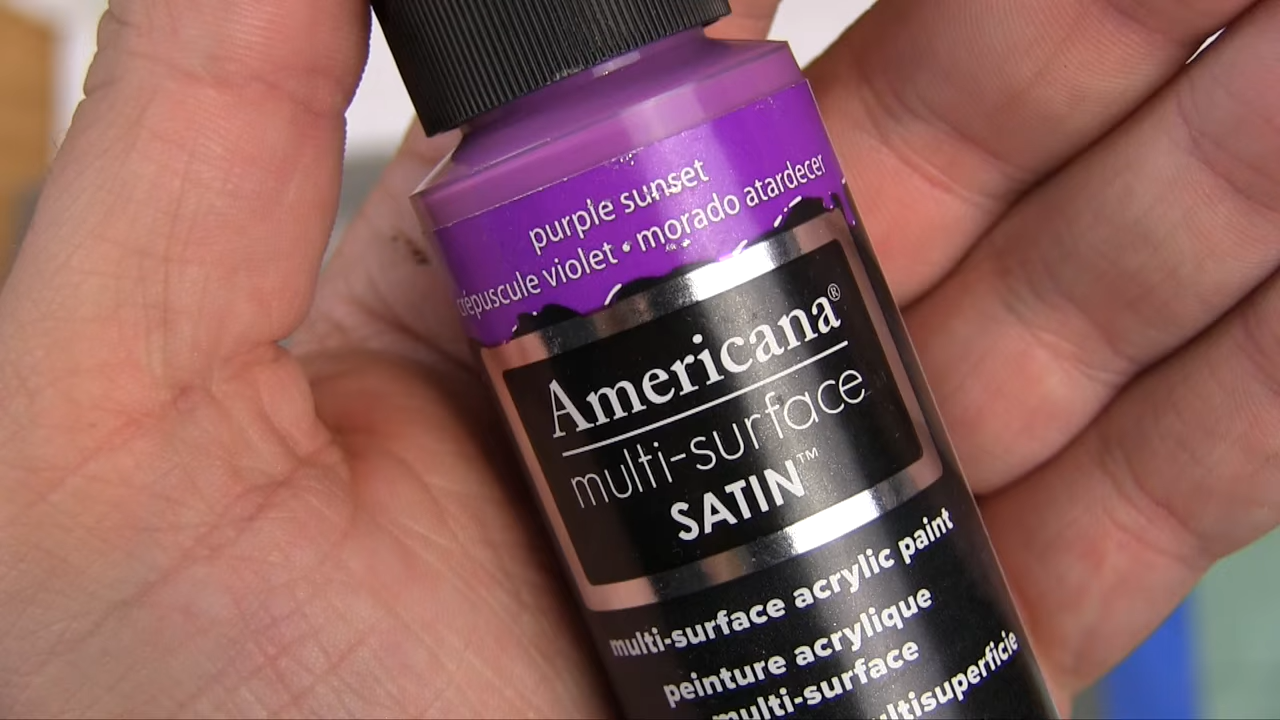 purple sunset
crépuscule violet • morado atardecer
Americana®
multi-surface
SATIN™
multi-surface acrylic paint
peinture acrylique
multi-surface